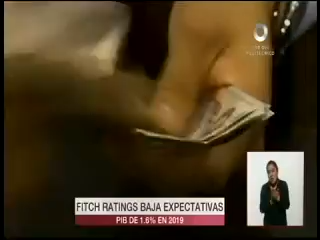 FITCH RATINGS BAJA EXPECTATIVAS
PIB DE 1.6% EN 2019